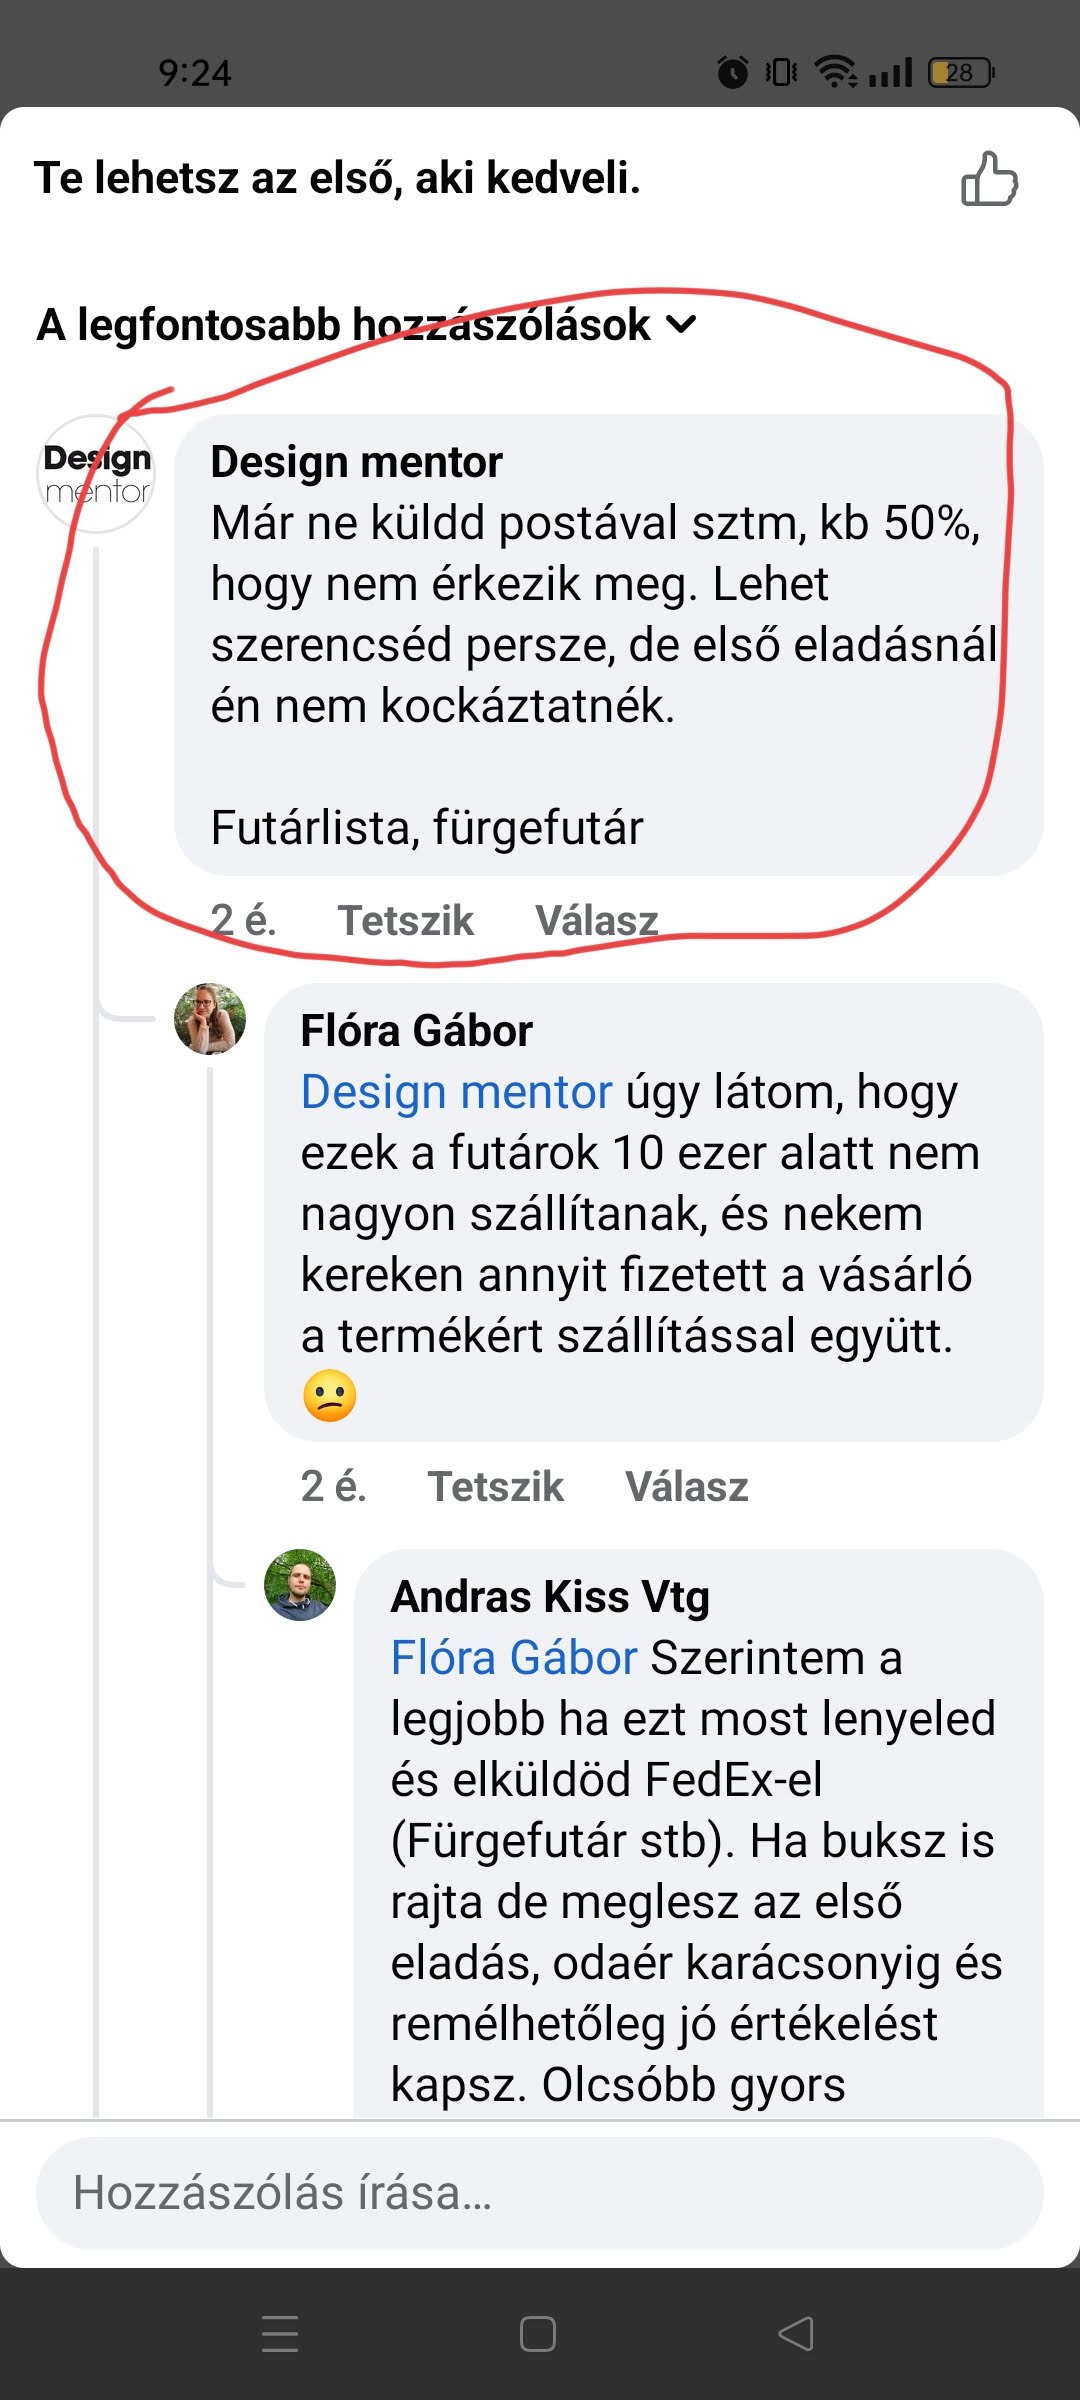 9:24
28
Te lehetsz az első, aki kedveli.
A legfontosabb hozzászólások
Design
mentor
Design mentor
Már ne küldd postával sztm, kb 50%,
hogy nem érkezik meg. Lehet
szerencséd persze, de első eladásnál
én nem kockáztatnék.
Futárlista, fürgefutár
2 é. Tetszik Válasz
Flóra Gábor
Design mentor úgy látom, hogy
ezek a futárok 10 ezer alatt nem
nagyon szállítanak, és nekem
kereken annyit fizetett a vásárló
a termékért szállítással együtt.
2 é. Tetszik Válasz
Andras Kiss Vtg
Flóra Gábor Szerintem a
legjobb ha ezt most lenyeled
és elküldöd FedEx-el
(Fürgefutár stb). Ha buksz is
rajta de meglesz az első
eladás, odaér karácsonyig és
remélhetőleg jó értékelést
kapsz. Olcsóbb gyors
Hozzászólás írása...